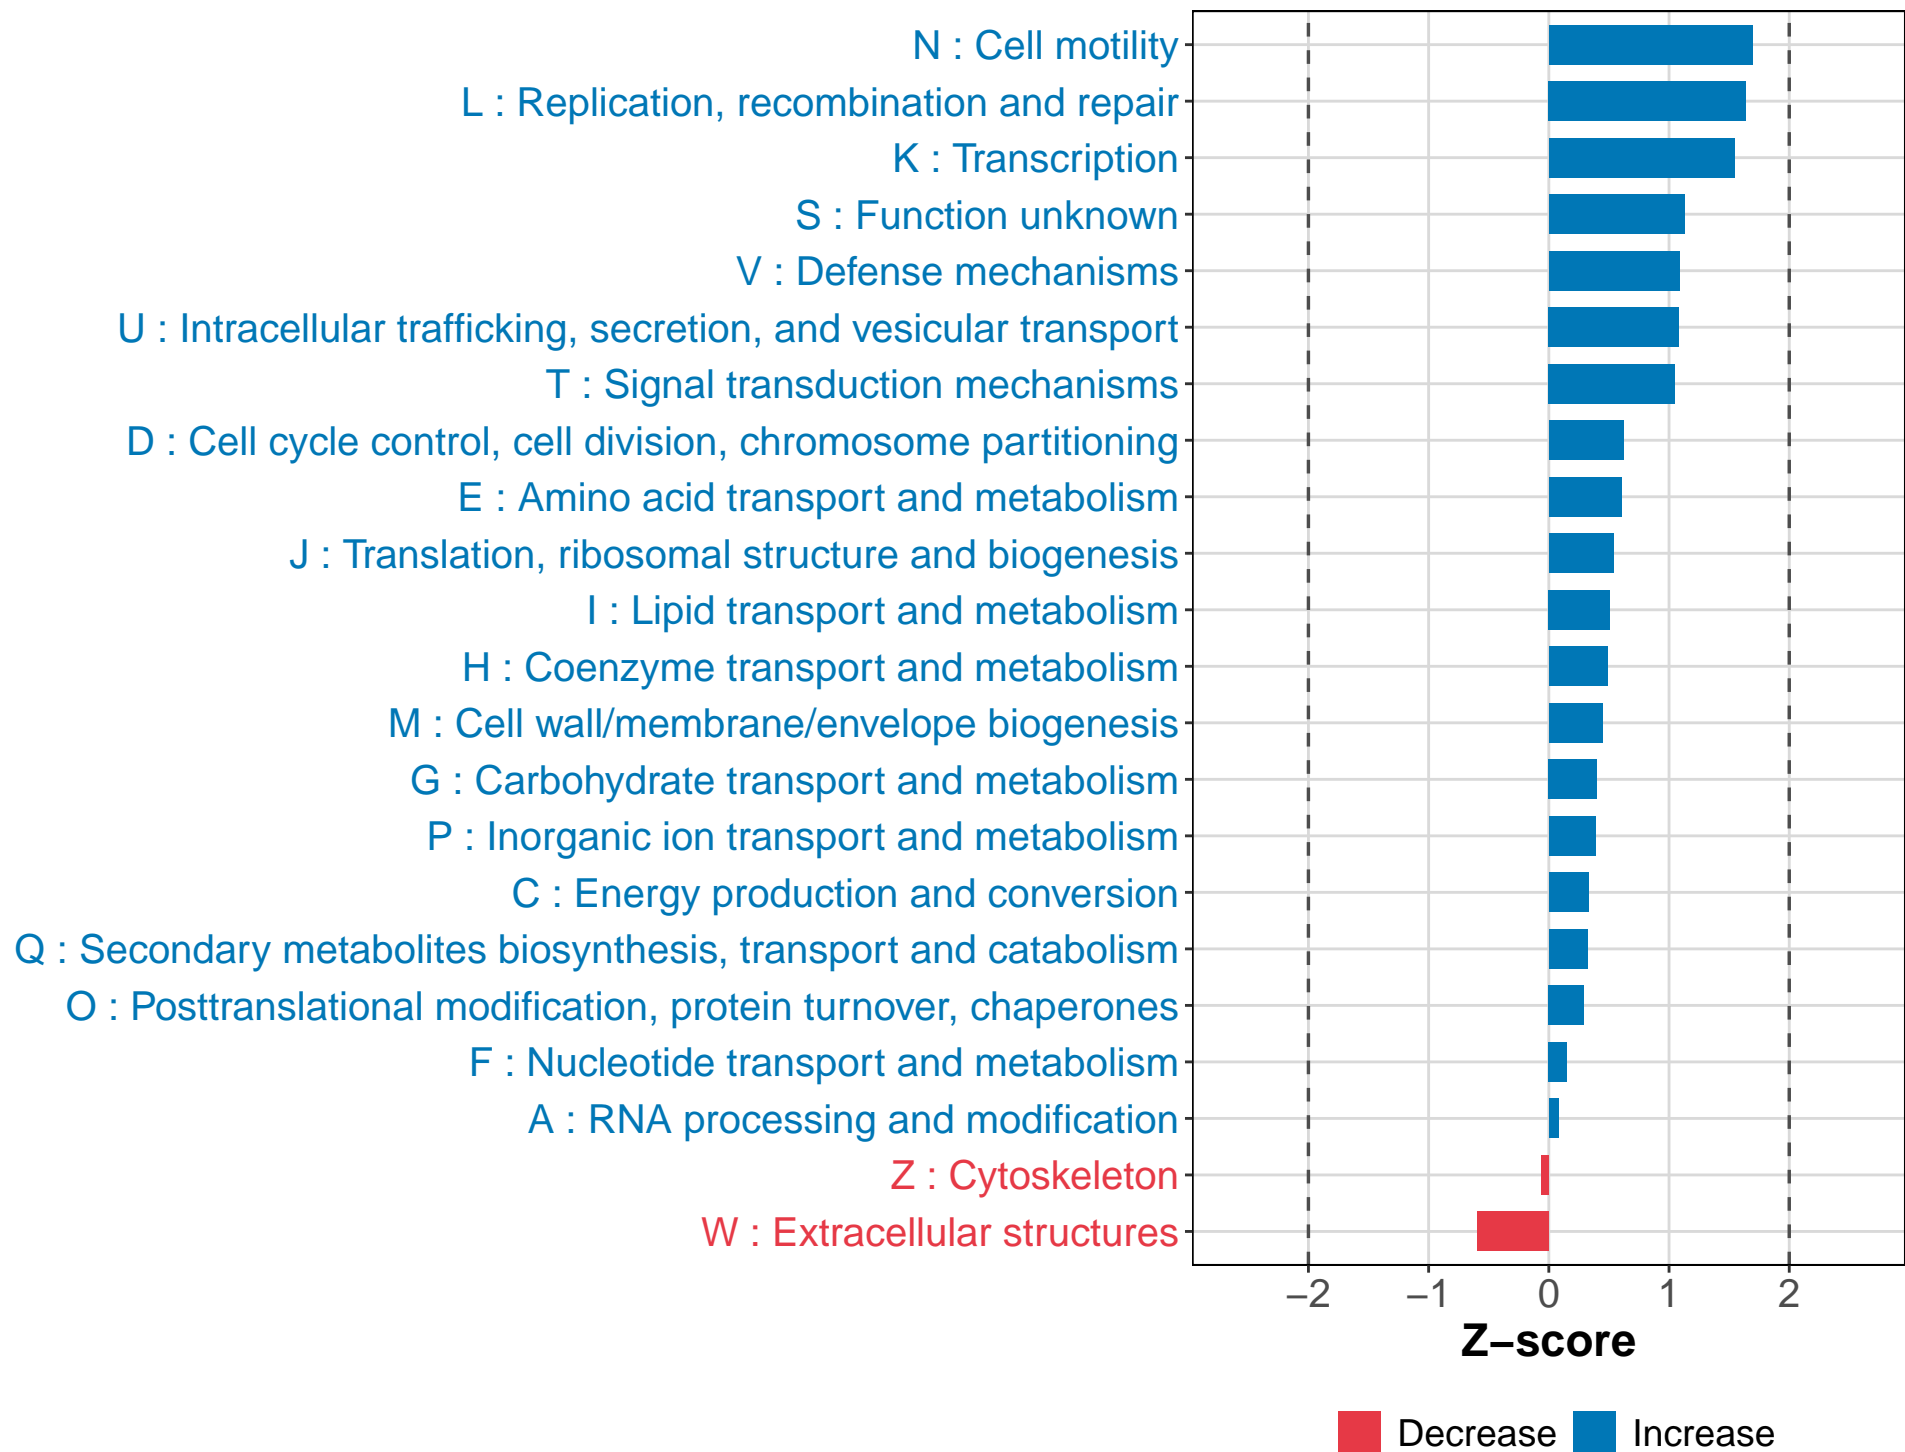 N : Cell motility
L : Replication, recombination and repair
K : Transcription
S : Function unknown
V : Defense mechanisms
U : Intracellular trafficking, secretion, and vesicular transport
T : Signal transduction mechanisms
D : Cell cycle control, cell division, chromosome partitioning
E : Amino acid transport and metabolism
J : Translation, ribosomal structure and biogenesis
I : Lipid transport and metabolism
H : Coenzyme transport and metabolism
M : Cell wall/membrane/envelope biogenesis
G : Carbohydrate transport and metabolism
P : Inorganic ion transport and metabolism
C : Energy production and conversion
Q : Secondary metabolites biosynthesis, transport and catabolism
O : Posttranslational modification, protein turnover, chaperones
F : Nucleotide transport and metabolism
A : RNA processing and modification
Z : Cytoskeleton
W : Extracellular structures
−2 −1 0 1 2
Z−score
Decrease Increase